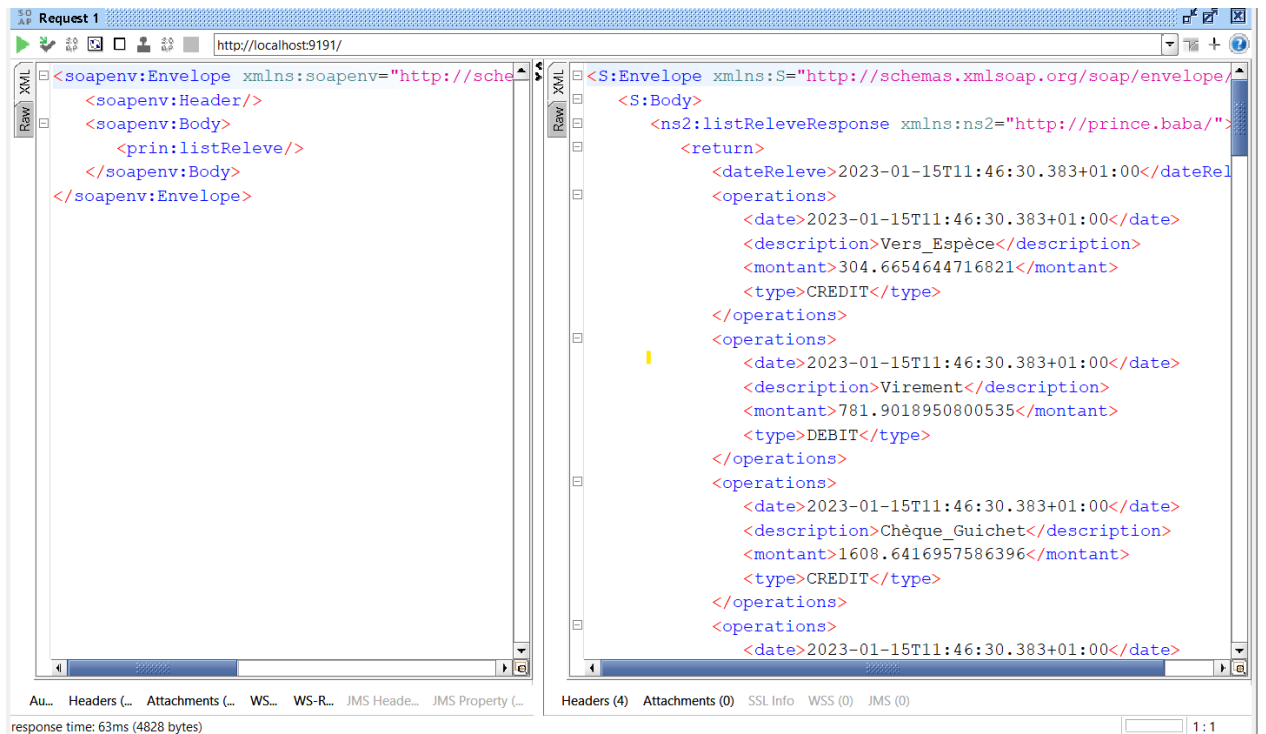 SO AP Request 1
http://localhost:9191/
XML
Raw
<soapenv:Envelope xmlns:soapenv="http://sche
<soapenv:Header/>
<soapenv:Body>
<prin:listReleve/>
</soapenv:Body>
</soapenv:Envelope>
Au... Headers (... Attachments (... WS... WS-R... JMS Heade... JMS Property (...
XML
Raw
<S:Envelope xmlns:S="http://schemas.xmlsoap.org/soap/envelope/
<S:Body>
<ns2:listReleveResponse xmlns:ns2="http://prince.baba/">
<return>
<dateReleve>2023-01-15T11:46:30.383+01:00</dateRel
<operations>
<date>2023-01-15T11:46:30.383+01:00</date>
<description>Vers_Espèce</description>
<montant>304.6654644716821</montant>
<type>CREDIT</type>
</operations>
<operations>
<date>2023-01-15T11:46:30.383+01:00</date>
<description>Virement</description>
<montant>781.9018950800535</montant>
<type>DEBIT</type>
</operations>
<operations>
<date>2023-01-15T11:46:30.383+01:00</date>
<description>Chèque_Guichet</description>
<montant>1608.6416957586396</montant>
<type>CREDIT</type>
</operations>
<operations>
<date>2023-01-15T11:46:30.383+01:00</date>
Headers (4) Attachments (0) SSL Info WSS (0) JMS (0)
response time: 63ms (4828 bytes)
1 : 1